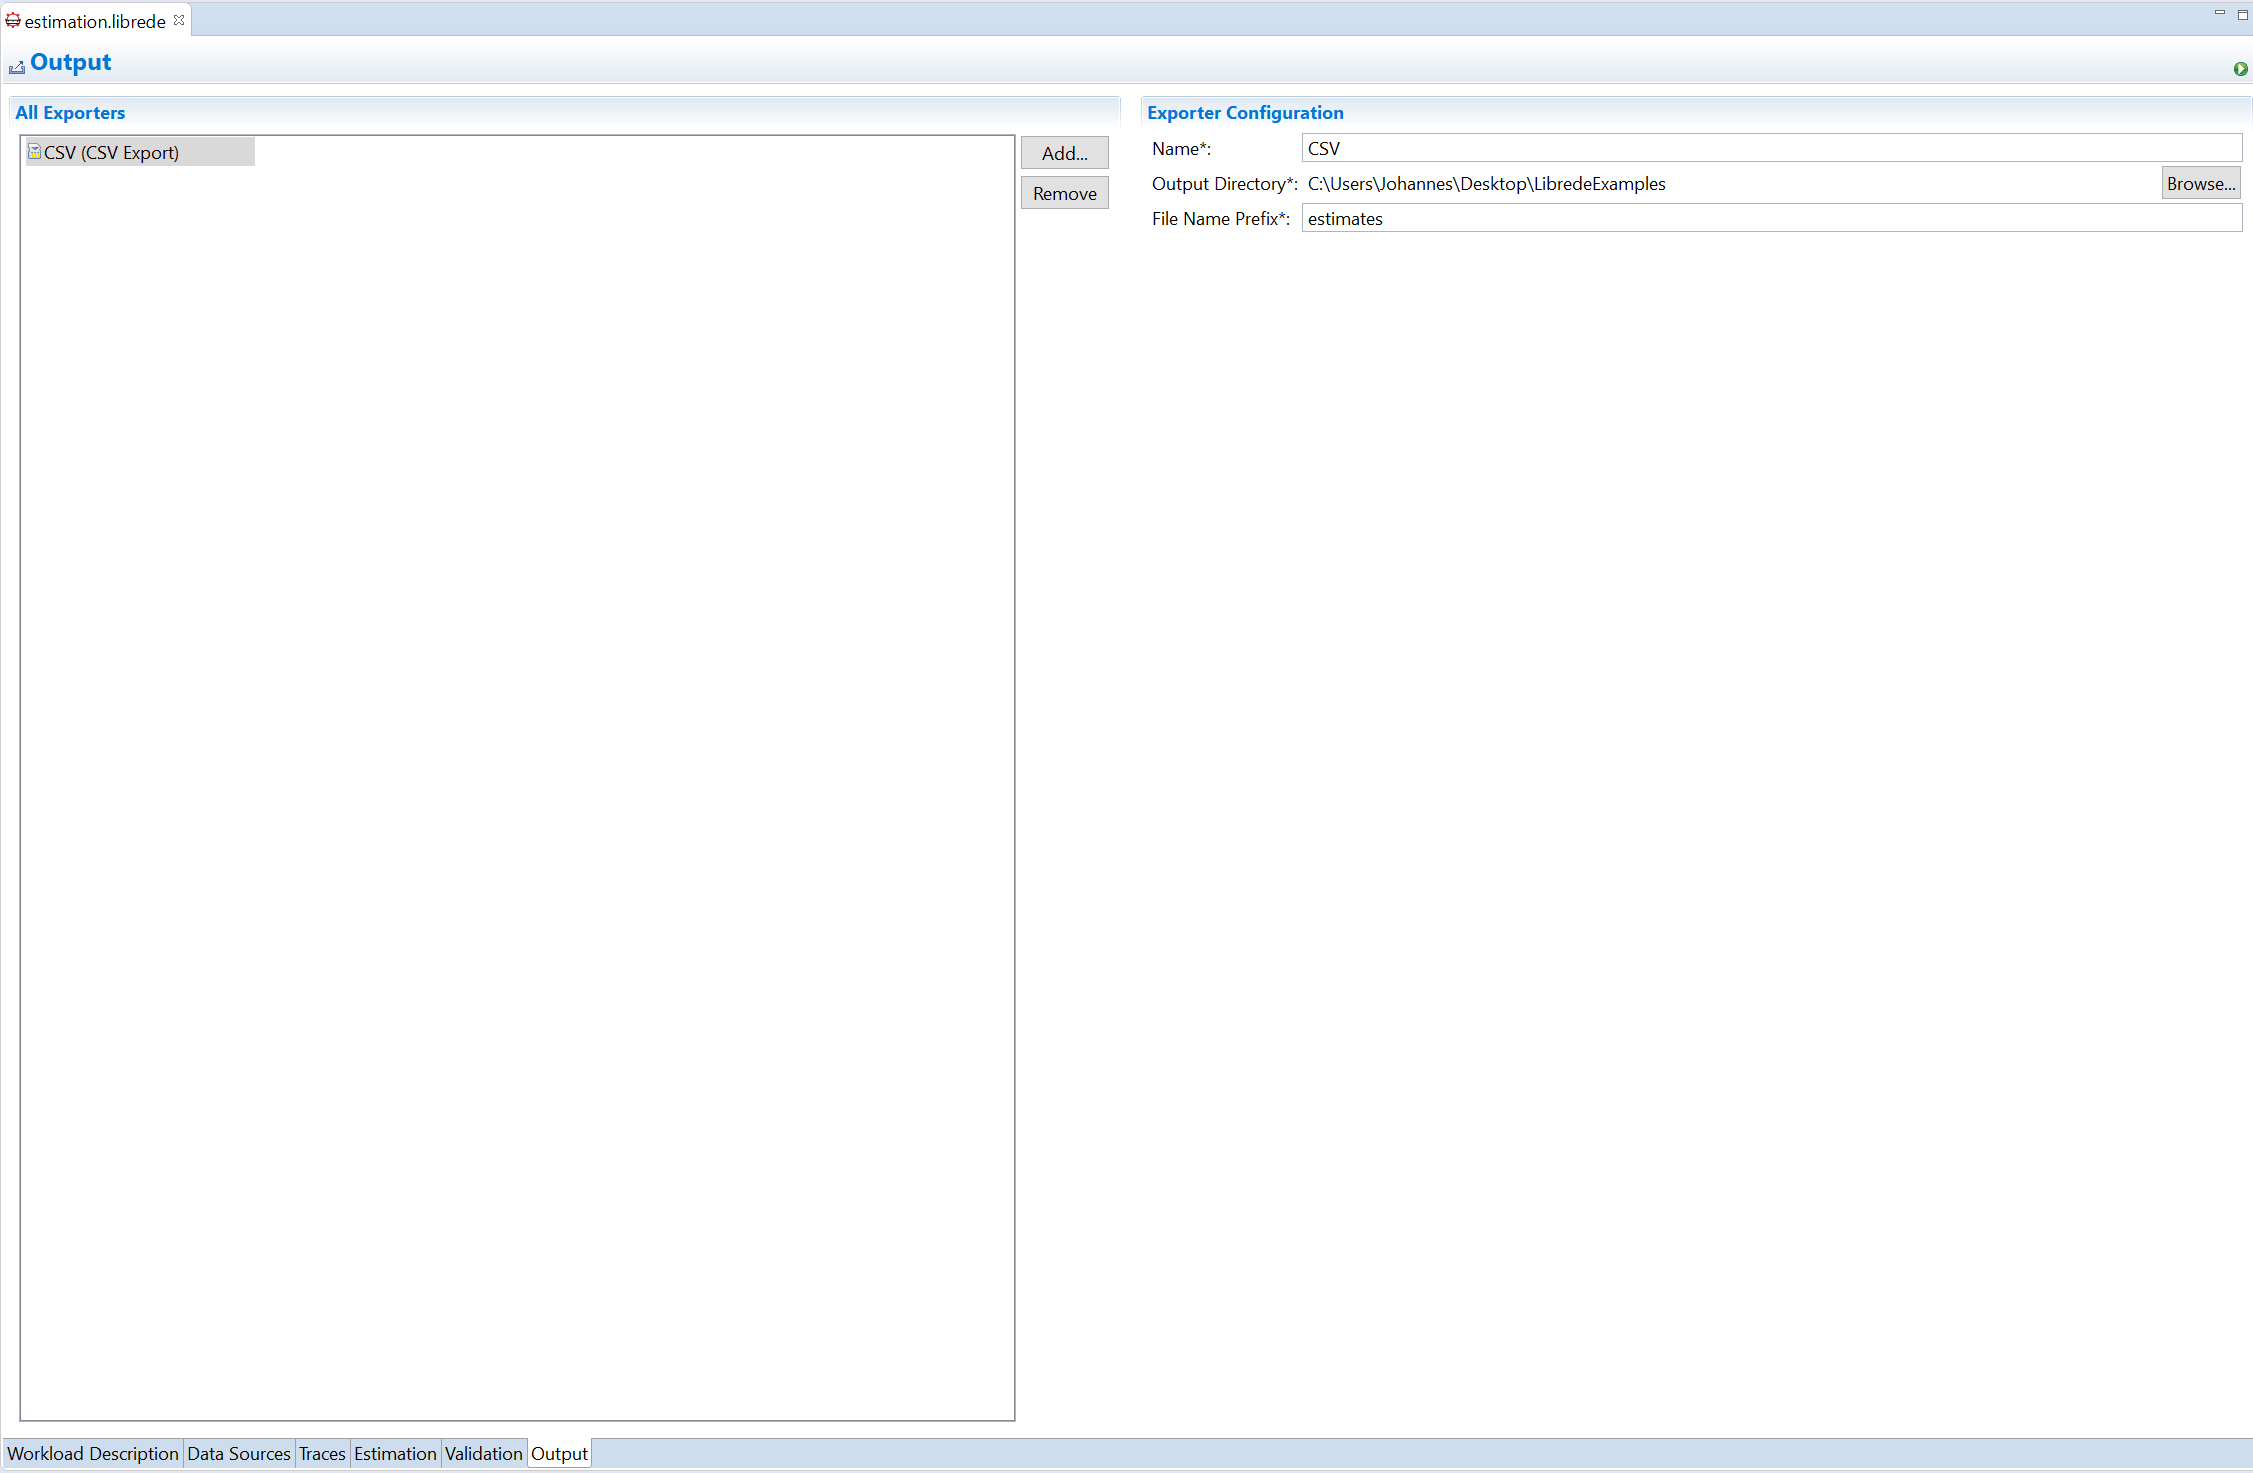 estimation.librede
Output
All Exporters
CSV (CSV Export)
Add...
Remove
Exporter Configuration
Name*: CSV
Output Directory*: C:\Users\Johannes\Desktop\LibredeExamples Browse...
File Name Prefix*: estimates
Workload Description Data Sources Traces Estimation Validation Output